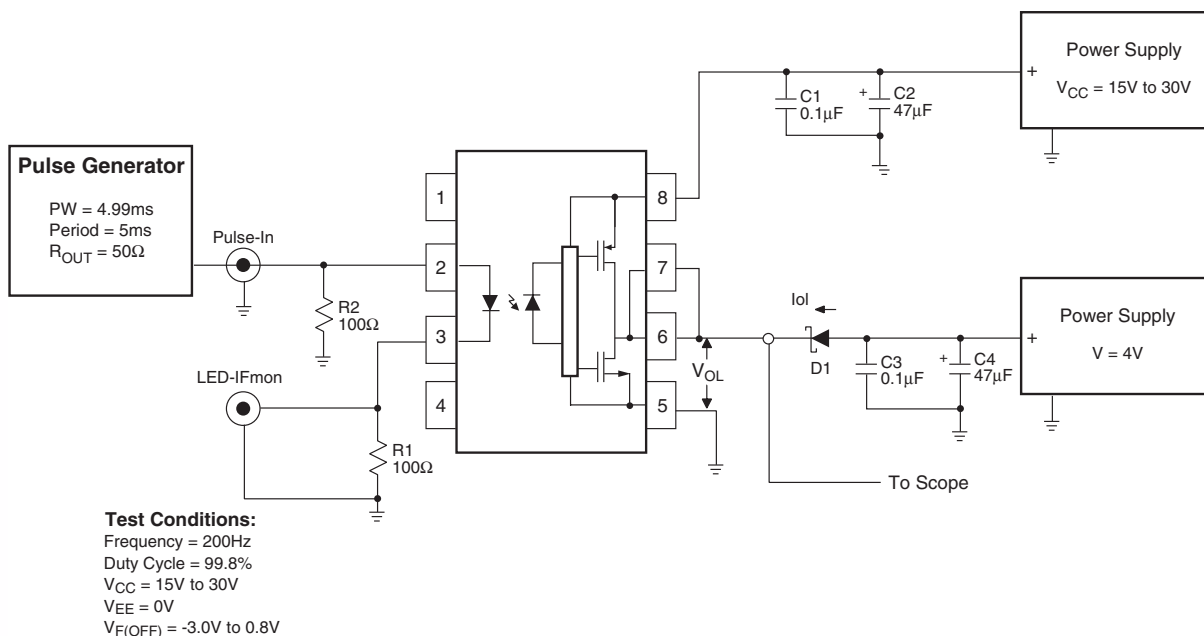 Power Supply
V_CC = 15V to 30V
+
C1
0.1μF
+
C2
47μF
Pulse Generator
PW = 4.99ms
Period = 5ms
R_OUT = 50Ω
Pulse-In
R2
100Ω
LED-IFmon
R1
100Ω
1
2
3
4
8
7
6
5
V_OL
Iol
D1
C3
0.1μF
+
C4
47μF
+
Power Supply
V = 4V
To Scope
Test Conditions:
Frequency = 200Hz
Duty Cycle = 99.8%
V_CC = 15V to 30V
V_EE = 0V
V_F(OFF) = -3.0V to 0.8V